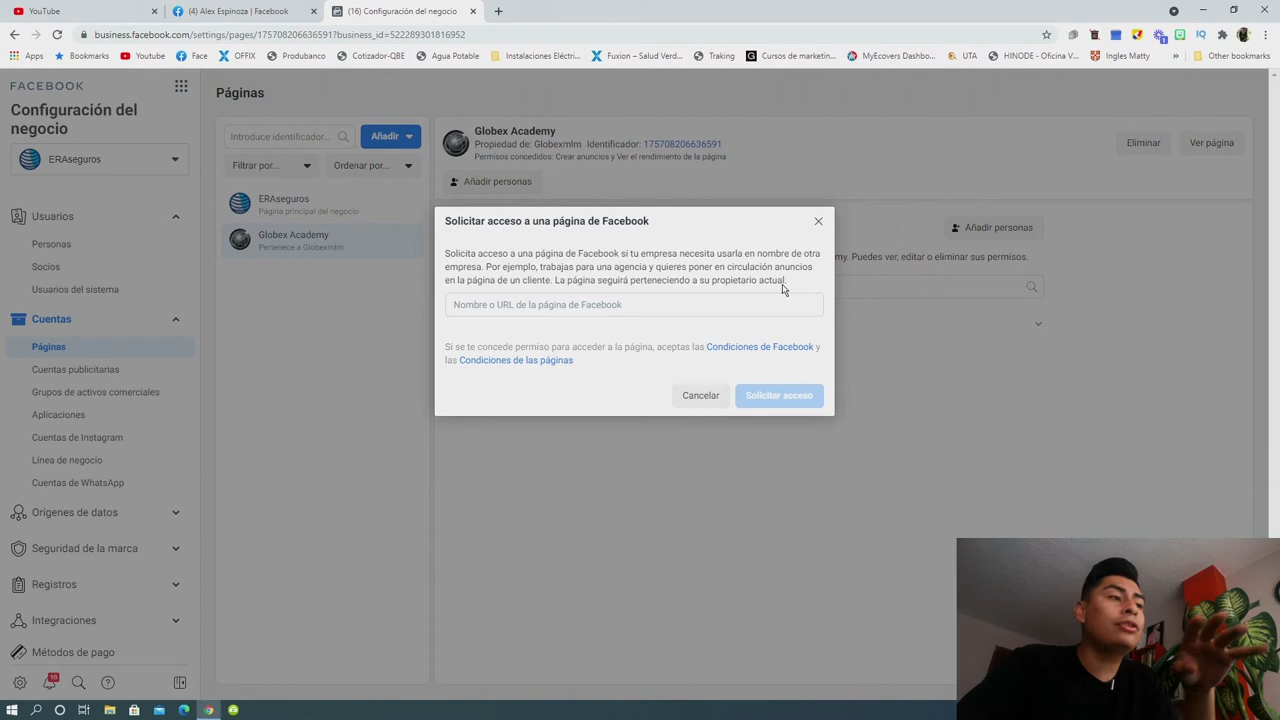 YouTube
(4) Alex Espinoza | Facebook
(16) Configuración del negocio
business.facebook.com/settings/pages/175708206636591?business_id=522289301816952
Apps
Bookmarks
Youtube
Face
OFFIX
Produbanco
Cotizador-QBE
Agua Potable
Instalaciones Eléctri...
Fuxion – Salud Verd...
Traking
Cursos de marketin...
MyEcovers Dashbo...
UTA
HINODE - Oficina V...
Ingles Matty
»
Other bookmarks
FACEBOOK
Configuración del
negocio
ERAseguros
Usuarios
Personas
Socios
Usuarios del sistema
Cuentas
Páginas
Cuentas publicitarias
Grupos de activos comerciales
Aplicaciones
Cuentas de Instagram
Línea de negocio
Cuentas de WhatsApp
Orígenes de datos
Seguridad de la marca
Registros
Integraciones
Métodos de pago
Páginas
Introduce identificador...
Añadir
Filtrar por...
Ordenar por...
ERAseguros
Página principal del negocio
Globex Academy
Pertenece a Globexmlm
Globex Academy
Propiedad de: Globexmlm Identificador: 175708206636591
Permisos concedidos: Crear anuncios y Ver el rendimiento de la página
Eliminar
Ver página
Añadir personas
Añadir personas
my. Puedes ver, editar o eliminar sus permisos.
Solicitar acceso a una página de Facebook
Solicita acceso a una página de Facebook si tu empresa necesita usarla en nombre de otra
empresa. Por ejemplo, trabajas para una agencia y quieres poner en circulación anuncios
en la página de un cliente. La página seguirá perteneciendo a su propietario actual.
Nombre o URL de la página de Facebook
Si se te concede permiso para acceder a la página, aceptas las Condiciones de Facebook y
las Condiciones de las páginas
Cancelar
Solicitar acceso